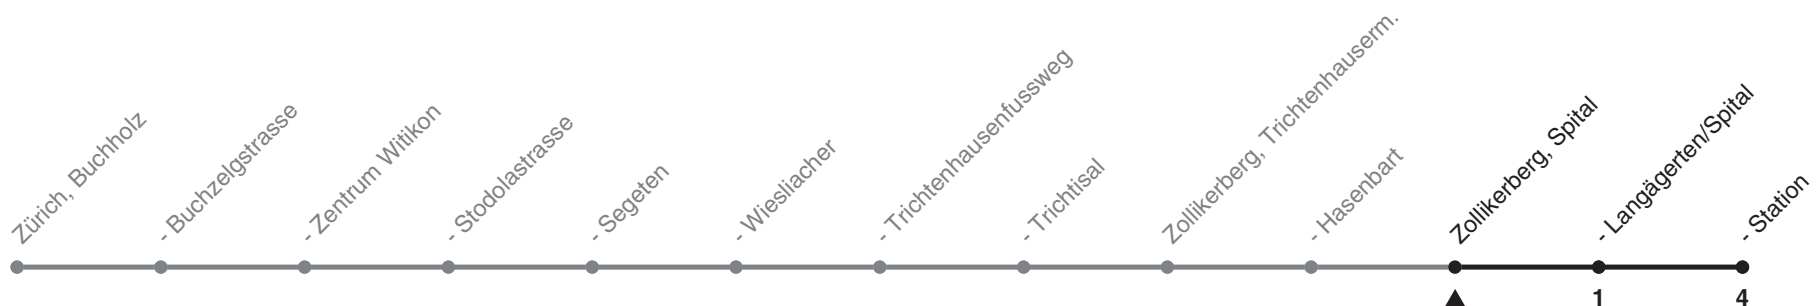 Zürich, Buchholz
- Buchzelgstrasse
- Zentrum Witikon
- Stodolastrasse
- Segeten
- Wiesliacher
- Trichtenhausenfussweg
- Trichtisal
Zollikerberg, Trichtenhauserm.
- Hasenbart
Zollikerberg, Spital
- Langägerten/Spital
- Station
1
4